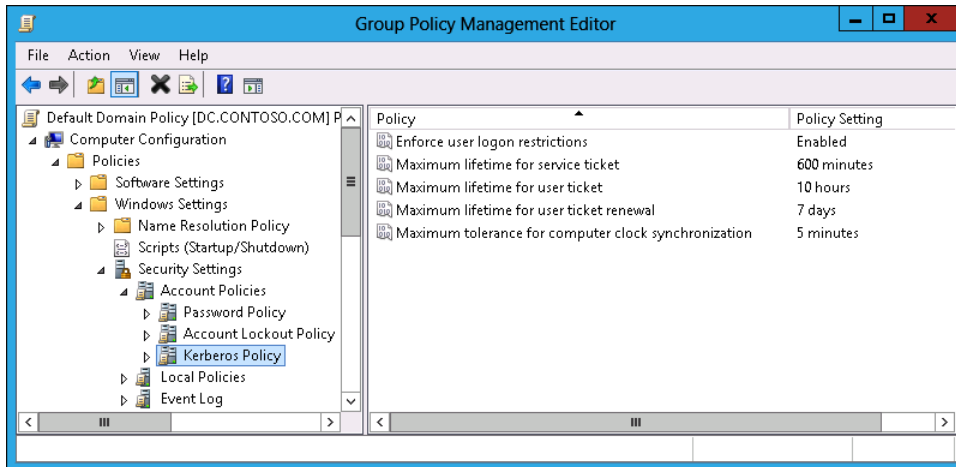 Group Policy Management Editor
File Action View Help
Default Domain Policy [DC.CONTOSO.COM] P
Computer Configuration
Policies
Software Settings
Windows Settings
Name Resolution Policy
Scripts (Startup/Shutdown)
Security Settings
Account Policies
Password Policy
Account Lockout Policy
Kerberos Policy
Local Policies
Event Log
Policy Policy Setting
Enforce user logon restrictions Enabled
Maximum lifetime for service ticket 600 minutes
Maximum lifetime for user ticket 10 hours
Maximum lifetime for user ticket renewal 7 days
Maximum tolerance for computer clock synchronization 5 minutes